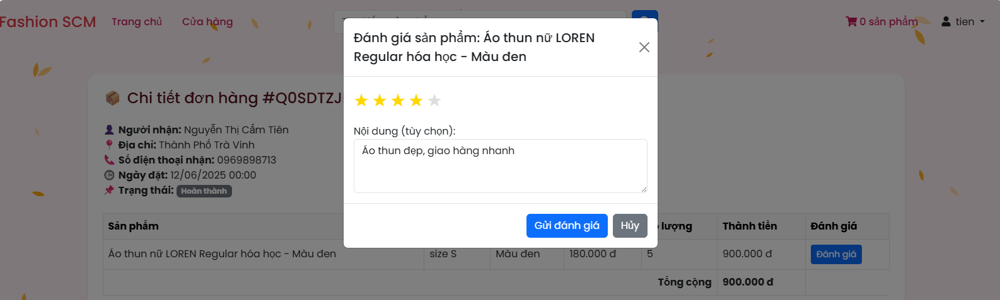 Fashion SCM Trang chủ Cửa hàng 0 sản phẩm tien
Đánh giá sản phẩm: Áo thun nữ LOREN
Regular hóa học - Màu đen
Nội dung (tùy chọn):
Áo thun đẹp, giao hàng nhanh
Gửi đánh giá Hủy
Chi tiết đơn hàng #Q0SDTZJ
Người nhận: Nguyễn Thị Cẩm Tiên
Địa chỉ: Thành Phố Trà Vinh
Số điện thoại nhận: 0969898713
Ngày đặt: 12/06/2025 00:00
Trạng thái: Hoàn thành
Sản phẩm lượng Thành tiền Đánh giá
Áo thun nữ LOREN Regular hóa học - Màu đen size S Màu đen 180.000 đ 5 900.000 đ Đánh giá
Tổng cộng 900.000 đ